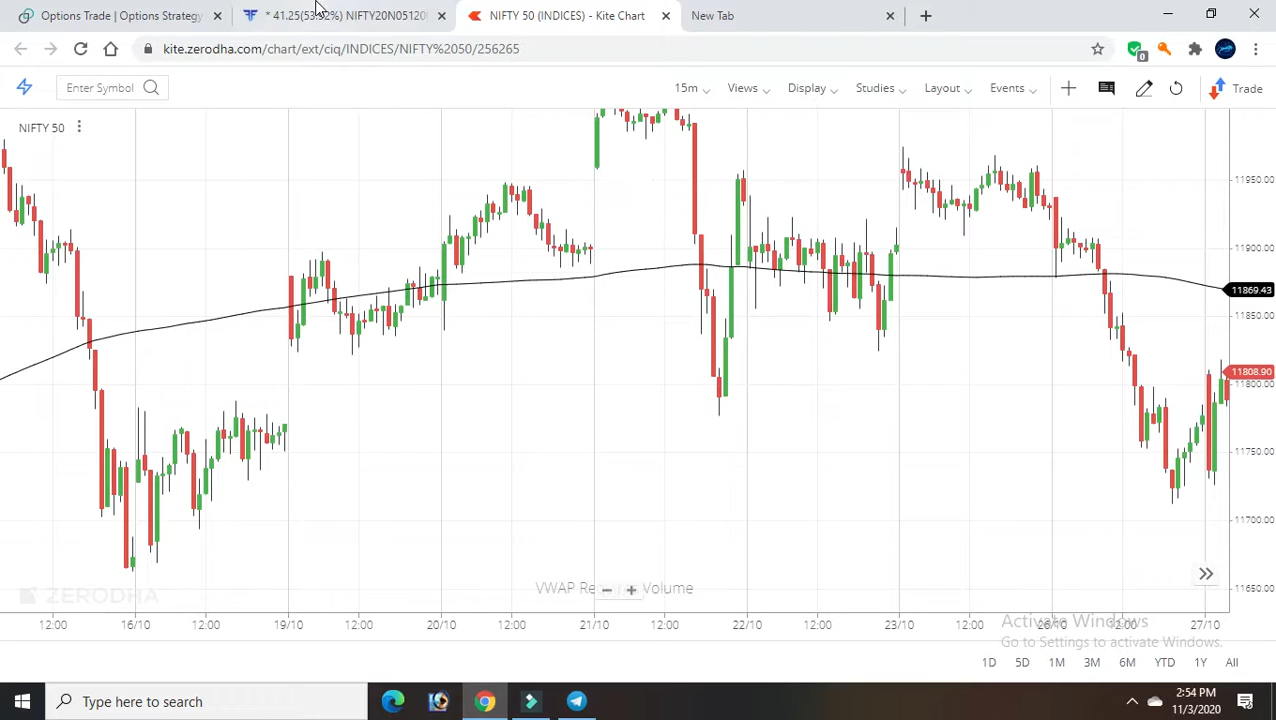 Options Trade | Options Strategy
NIFTY20N05120
NIFTY 50 (INDICES) - Kite Chart
New Tab
kite.zerodha.com/chart/ext/ciq/INDICES/NIFTY%2050/256265
0
Enter Symbol
15m
Views
Display
Studies
Layout
Events
Trade
NIFTY 50
11950.00
11900.00
11869.43
11850.00
11808.90
11800.00
11750.00
11700.00
11650.00
ZERODHA
VWAP Volume
12:00
16/10
12:00
19/10
12:00
20/10
12:00
21/10
12:00
22/10
12:00
23/10
12:00
26/10
12:00
27/10
Activate Windows
Go to Settings to activate Windows.
1D
5D
1M
3M
6M
YTD
1Y
All
Type here to search
2:54 PM
11/3/2020